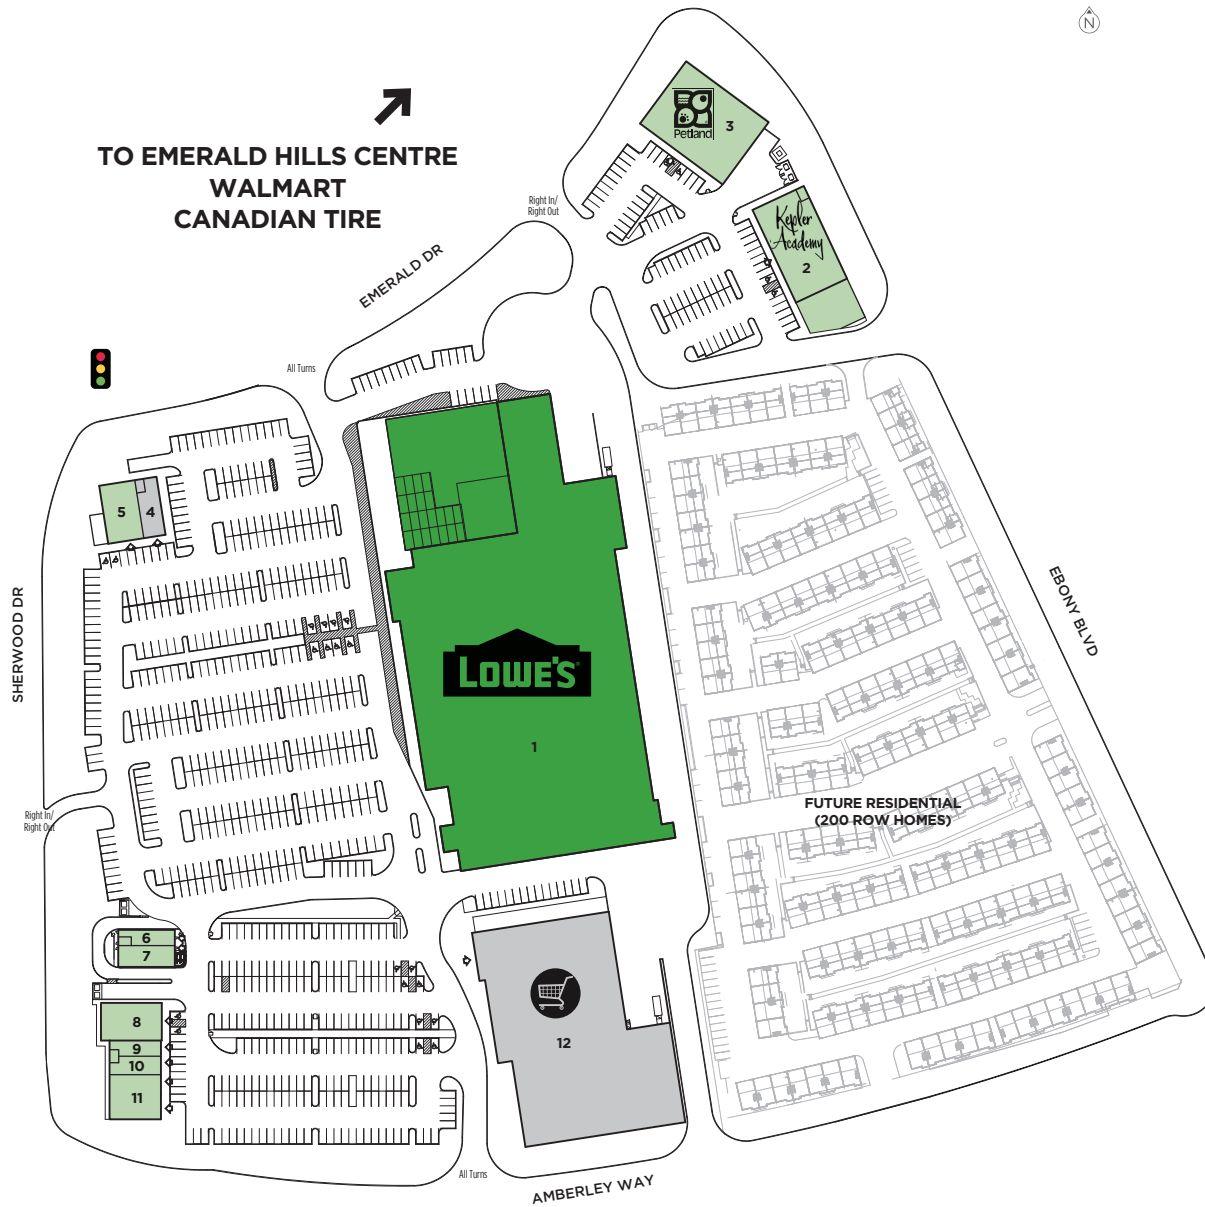 N
TO EMERALD HILLS CENTRE
WALMART
CANADIAN TIRE
Petland
3
Right In/
Right Out
Kepler
Academy
2
EMERALD DR
All Turns
5
4
SHERWOOD DR
EBONY BLVD
LOWE'S
1
Right In/
Right Out
FUTURE RESIDENTIAL
(200 ROW HOMES)
6
7
8
9
10
11
12
All Turns
AMBERLEY WAY